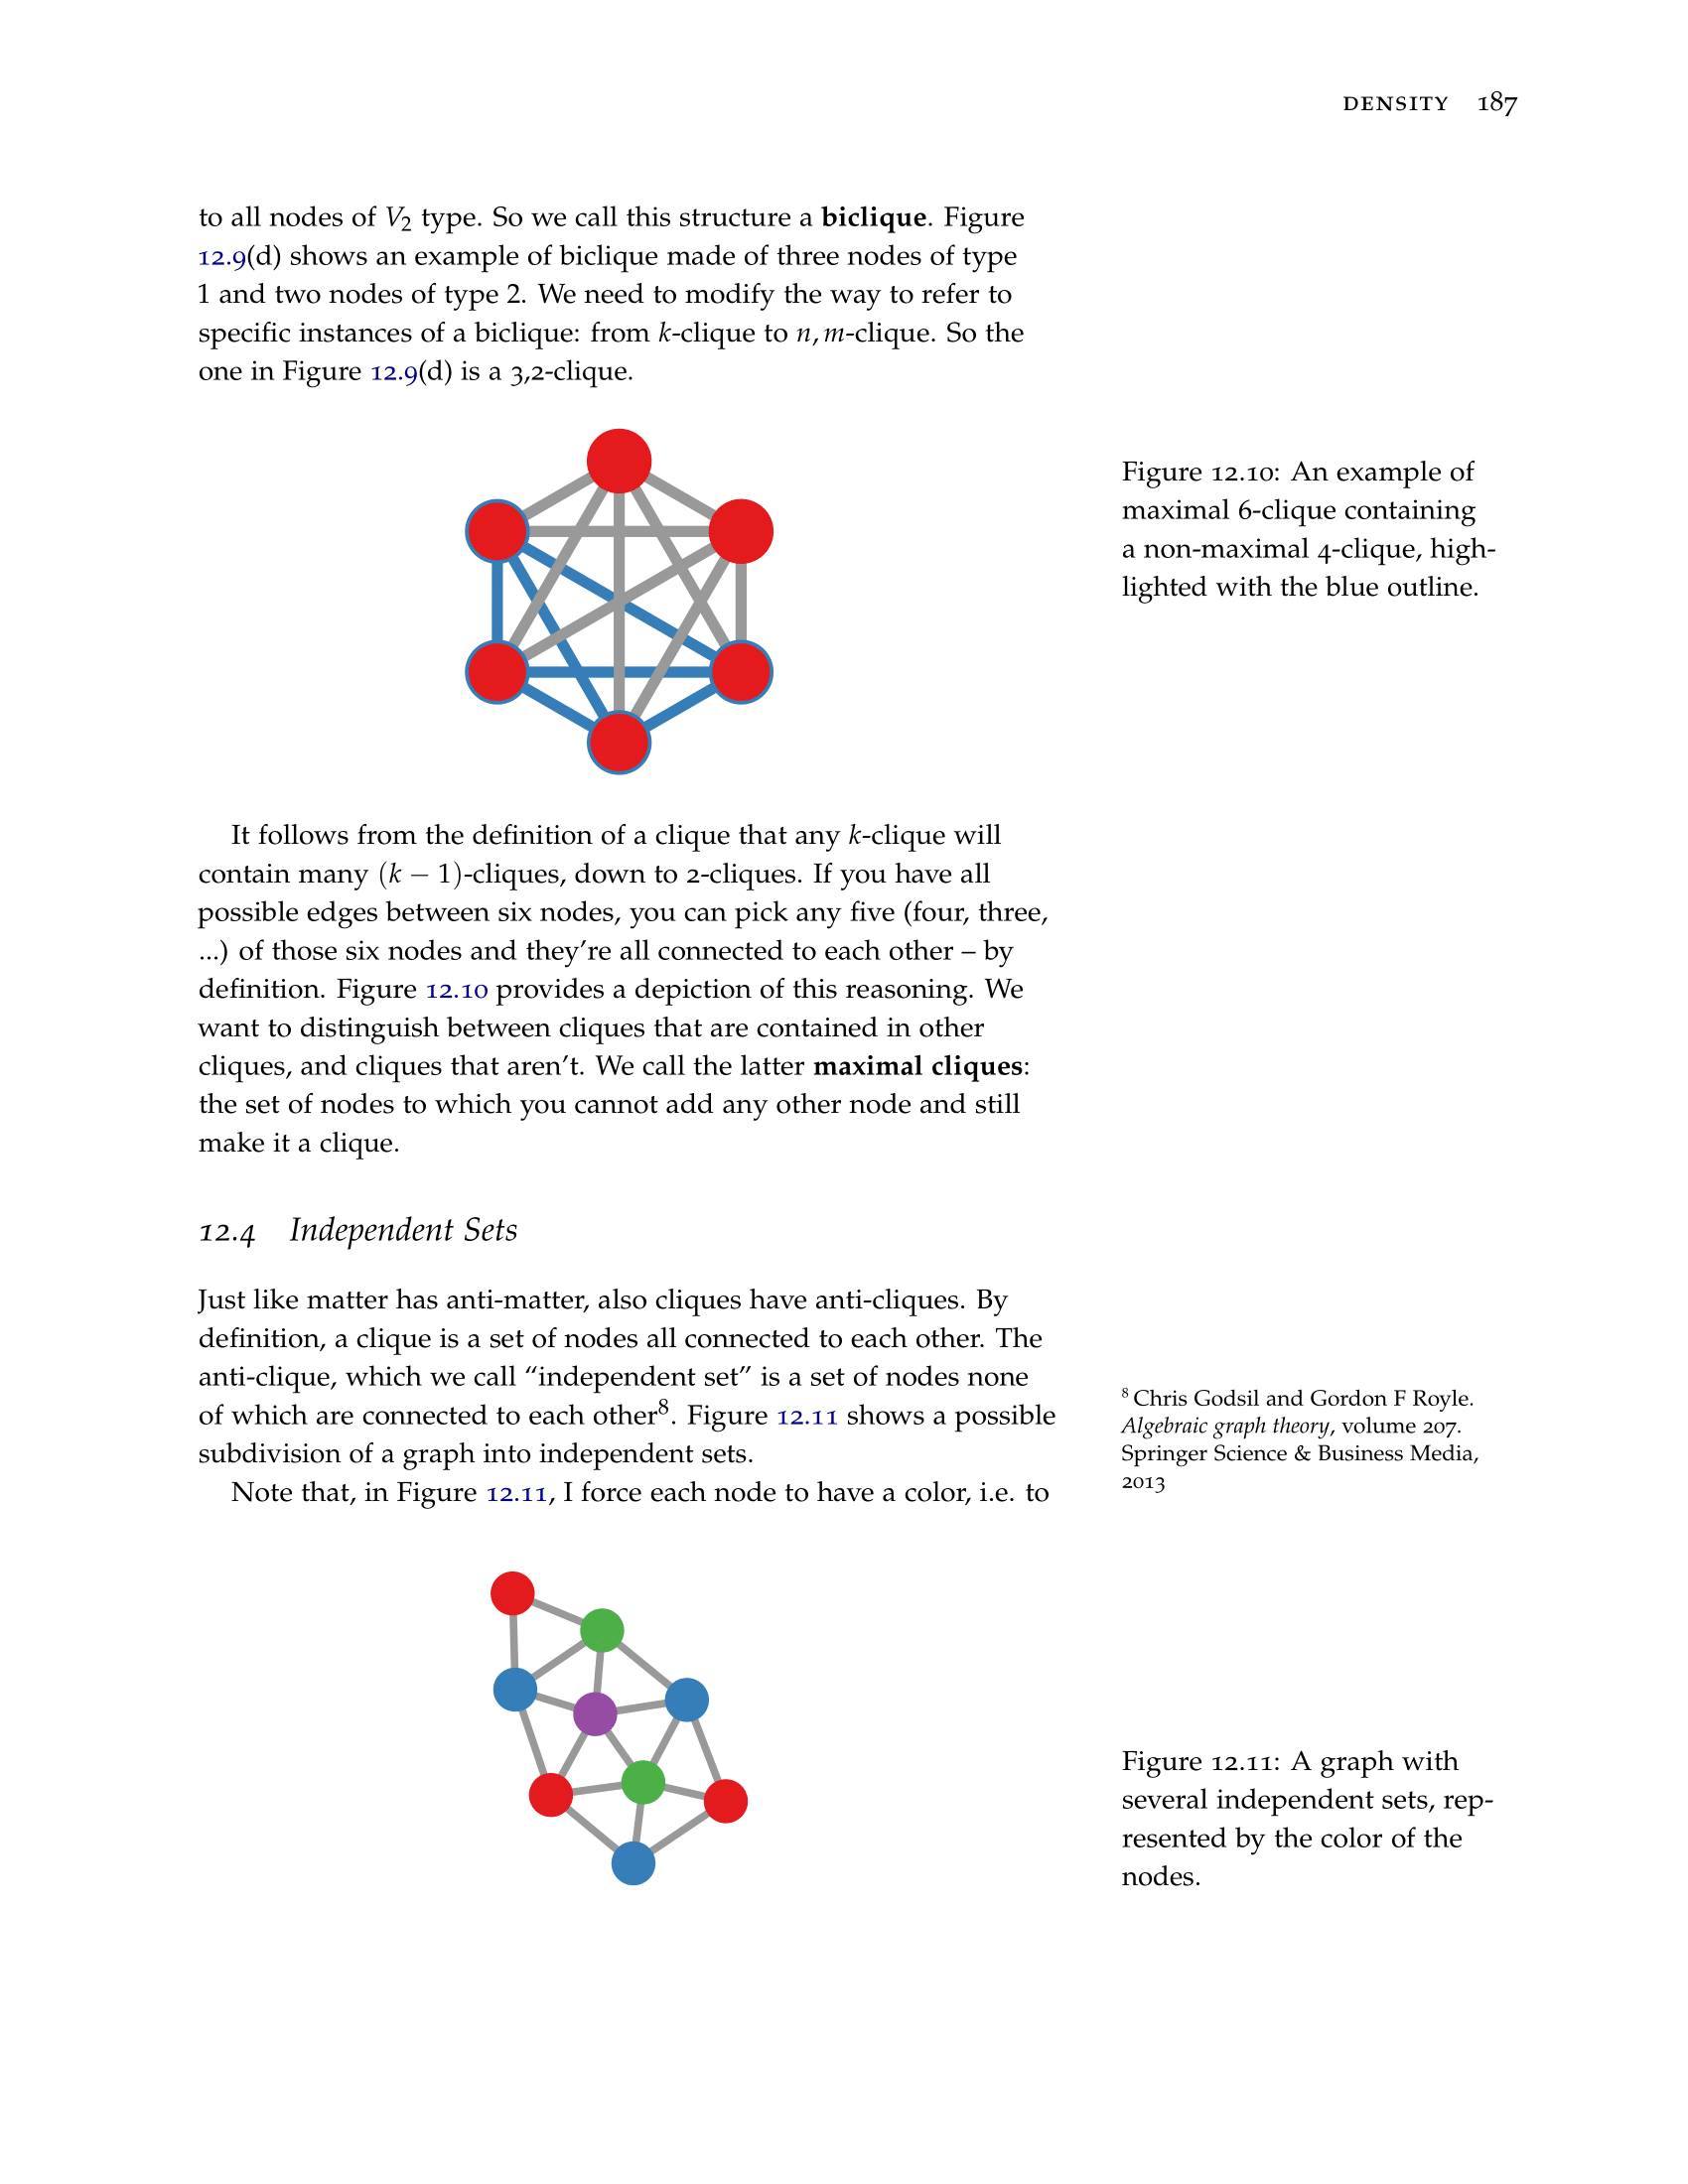 DENSITY 187
to all nodes of V₂ type. So we call this structure a biclique. Figure
12.9(d) shows an example of biclique made of three nodes of type
1 and two nodes of type 2. We need to modify the way to refer to
specific instances of a biclique: from k-clique to n, m-clique. So the
one in Figure 12.9(d) is a 3,2-clique.
Figure 12.10: An example of
maximal 6-clique containing
a non-maximal 4-clique, high-
lighted with the blue outline.
It follows from the definition of a clique that any k-clique will
contain many (k − 1)-cliques, down to 2-cliques. If you have all
possible edges between six nodes, you can pick any five (four, three,
...) of those six nodes and they're all connected to each other – by
definition. Figure 12.10 provides a depiction of this reasoning. We
want to distinguish between cliques that are contained in other
cliques, and cliques that aren't. We call the latter maximal cliques:
the set of nodes to which you cannot add any other node and still
make it a clique.
12.4 Independent Sets
Just like matter has anti-matter, also cliques have anti-cliques. By
definition, a clique is a set of nodes all connected to each other. The
anti-clique, which we call “independent set” is a set of nodes none
of which are connected to each other⁸. Figure 12.11 shows a possible
subdivision of a graph into independent sets.
Note that, in Figure 12.11, I force each node to have a color, i.e. to
⁸ Chris Godsil and Gordon F Royle.
Algebraic graph theory, volume 207.
Springer Science & Business Media,
2013
Figure 12.11: A graph with
several independent sets, rep-
resented by the color of the
nodes.